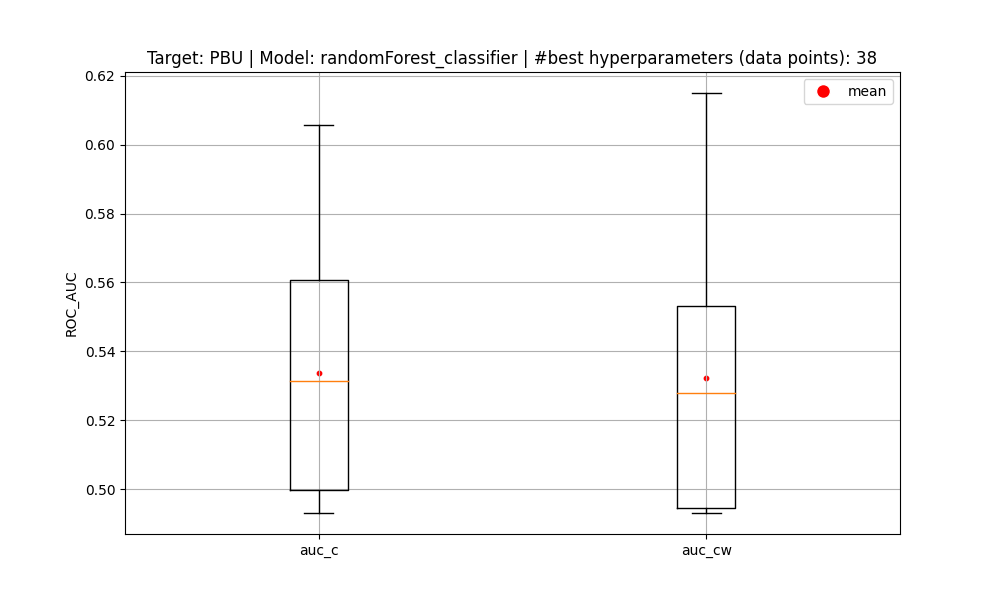 Target: PBU | Model: randomForest_classifier | #best hyperparameters (data points): 38
mean
ROC_AUC
0.62
0.60
0.58
0.56
0.54
0.52
0.50
auc_c
auc_cw